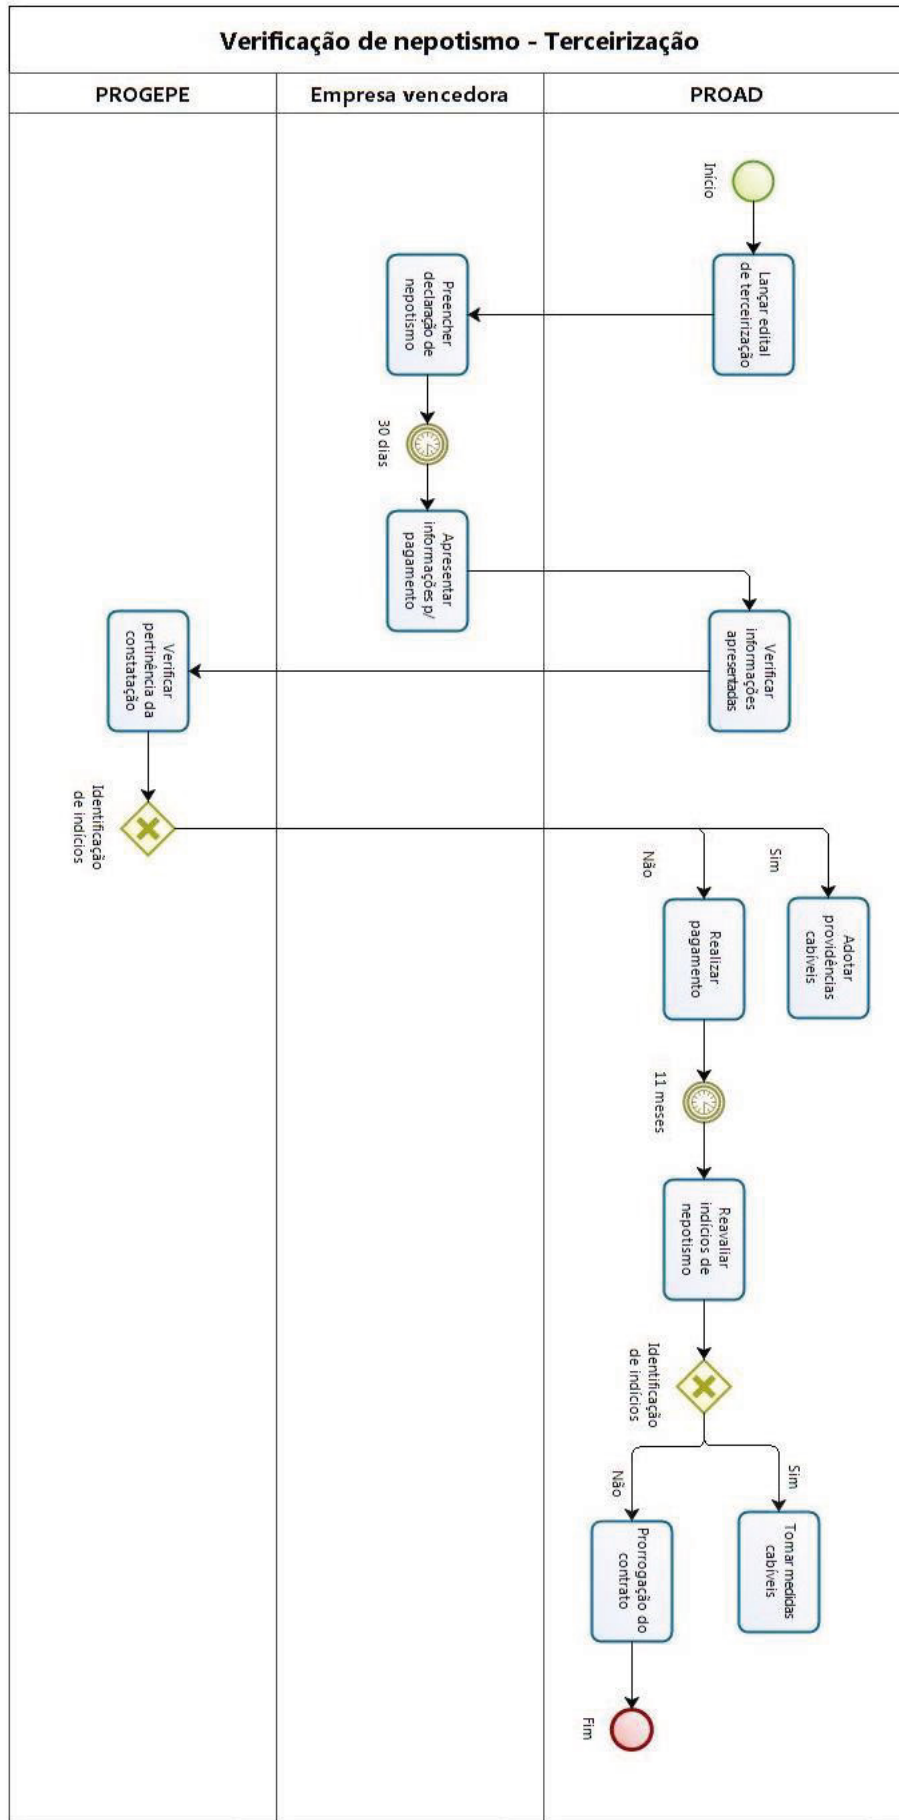 Verificação de nepotismo - Terceirização
PROGEPE
Empresa vencedora
PROAD
Início
Lançar edital
de terceirização
Preencher
declaração de
nepotismo
30 dias
Apresentar
informações p/
pagamento
Verificar
informações
apresentadas
Verificar
pertinência da
constatação
Identificação
de indícios
Sim
Adotar
providências
cabíveis
Não
Realizar
pagamento
11 meses
Reavaliar
indícios de
nepotismo
Identificação
de indícios
Sim
Tomar medidas
cabíveis
Não
Prorrogação do
contrato
Fim